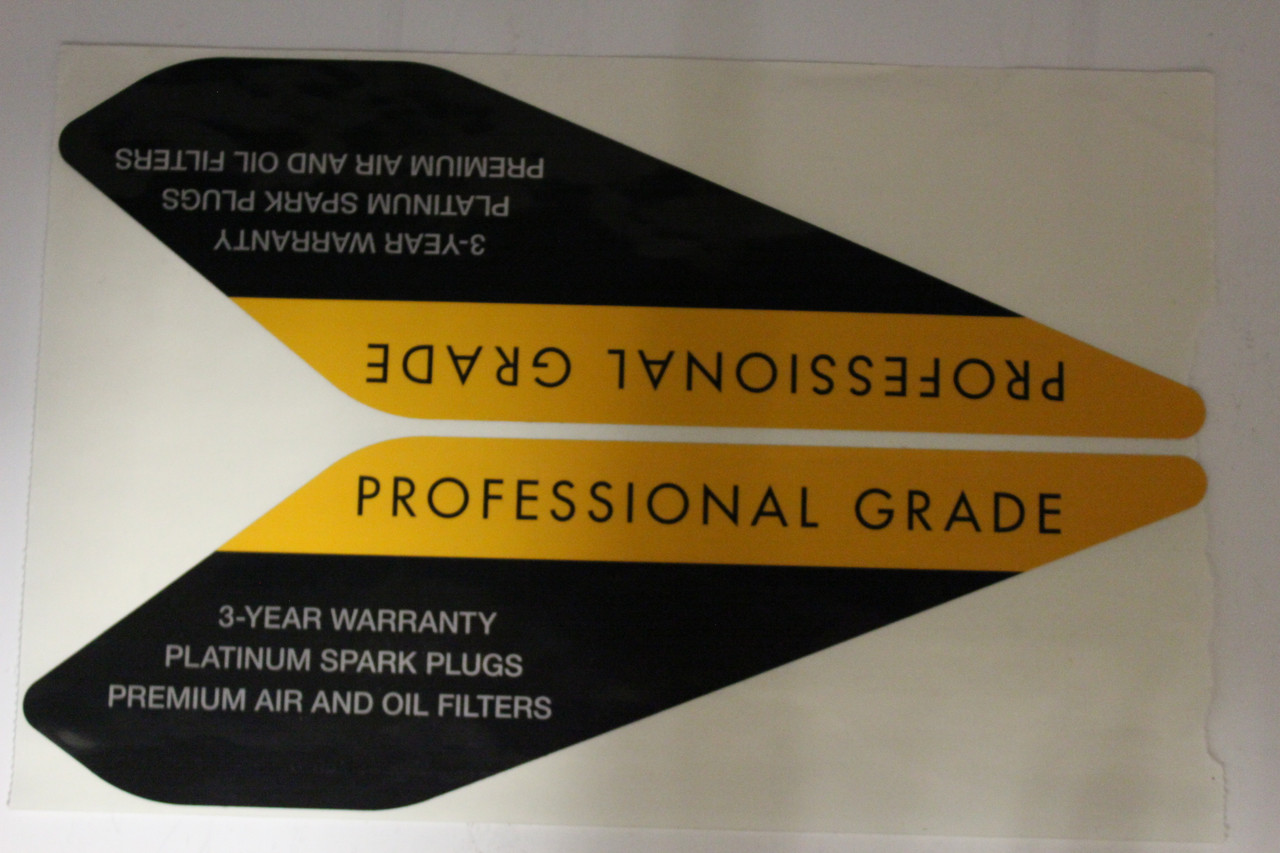 PREMIUM AIR AND OIL FILTERS
PLATINUM SPARK PLUGS
3-YEAR WARRANTY
PROFESSIONAL GRADE
PROFESSIONAL GRADE
3-YEAR WARRANTY
PLATINUM SPARK PLUGS
PREMIUM AIR AND OIL FILTERS